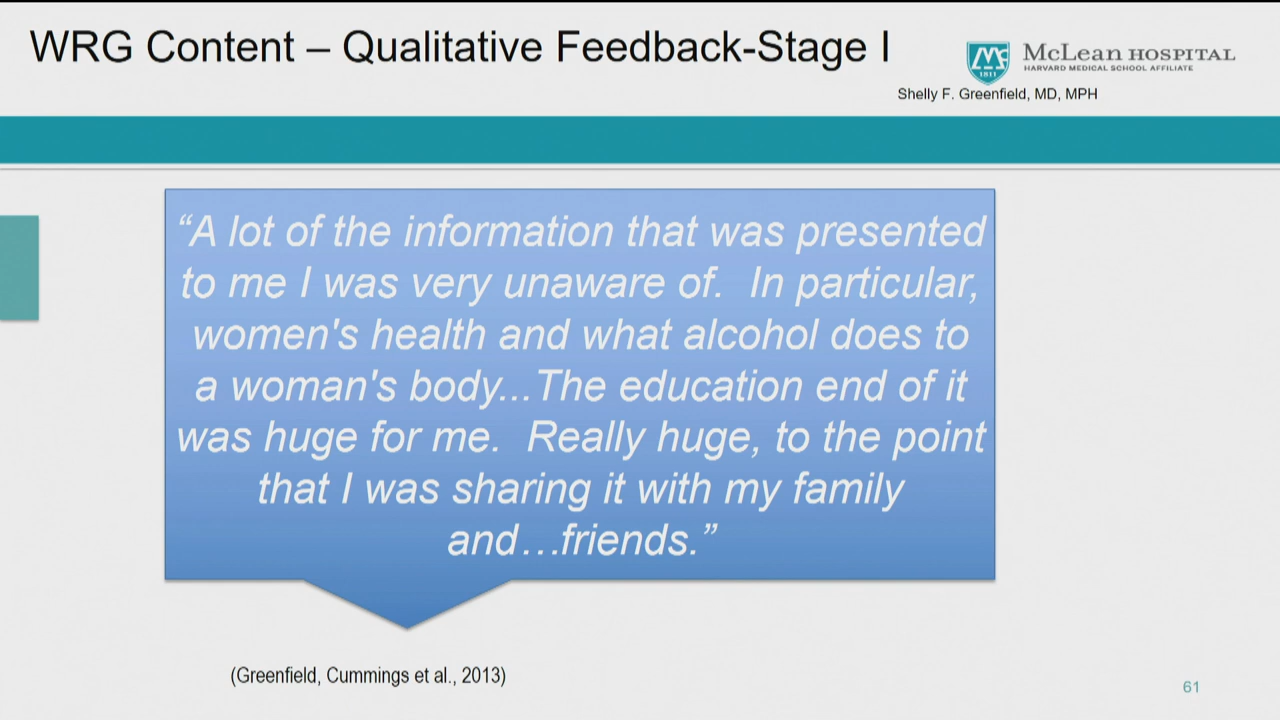 WRG Content – Qualitative Feedback-Stage I
McLean HOSPITAL
HARVARD MEDICAL SCHOOL AFFILIATE
1811
Shelly F. Greenfield, MD, MPH
“A lot of the information that was presented
to me I was very unaware of.  In particular,
women's health and what alcohol does to
a woman's body...The education end of it
was huge for me.  Really huge, to the point
that I was sharing it with my family
and…friends.”
(Greenfield, Cummings et al., 2013)
61